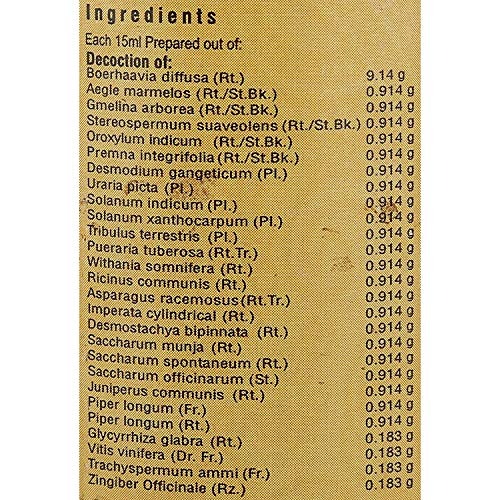 Ingredients
Each 15ml Prepared out of:
Decoction of:
Boerhaavia diffusa (Rt.) 9.14 g
Aegle marmelos (Rt./St.Bk.) 0.914 g
Gmelina arborea (Rt./St.Bk.) 0.914 g
Stereospermum suaveolens (Rt./St.Bk.) 0.914 g
Oroxylum indicum (Rt./St.Bk.) 0.914 g
Premna integrifolia (Rt./St.Bk.) 0.914 g
Desmodium gangeticum (Pl.) 0.914 g
Uraria picta (Pl.) 0.914 g
Solanum indicum (Pl.) 0.914 g
Solanum xanthocarpum (Pl.) 0.914 g
Tribulus terrestris (Pl.) 0.914 g
Pueraria tuberosa (Rt.Tr.) 0.914 g
Withania somnifera (Rt.) 0.914 g
Ricinus communis (Rt.) 0.914 g
Asparagus racemosus (Rt.Tr.) 0.914 g
Imperata cylindrical (Rt.) 0.914 g
Desmostachya bipinnata (Rt.) 0.914 g
Saccharum munja (Rt.) 0.914 g
Saccharum spontaneum (Rt.) 0.914 g
Saccharum officinarum (St.) 0.914 g
Juniperus communis (Rt.) 0.914 g
Piper longum (Fr.) 0.914 g
Piper longum (Rt.) 0.914 g
Glycyrrhiza glabra (Rt.) 0.183 g
Vitis vinifera (Dr. Fr.) 0.183 g
Trachyspermum ammi (Fr.) 0.183 g
Zingiber Officinale (Rz.) 0.183 g